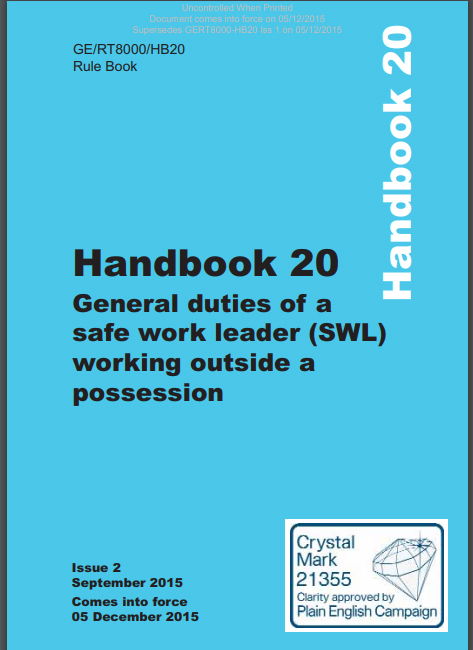 Uncontrolled When Printed
Document comes into force on 05/12/2015
Supersedes GERT8000-HB20 Iss 1 on 05/12/2015
GE/RT8000/HB20
Rule Book
Handbook 20
Handbook 20
General duties of a
safe work leader (SWL)
working outside a
possession
Issue 2
September 2015
Comes into force
05 December 2015
Crystal
Mark
21355
Clarity approved by
Plain English Campaign